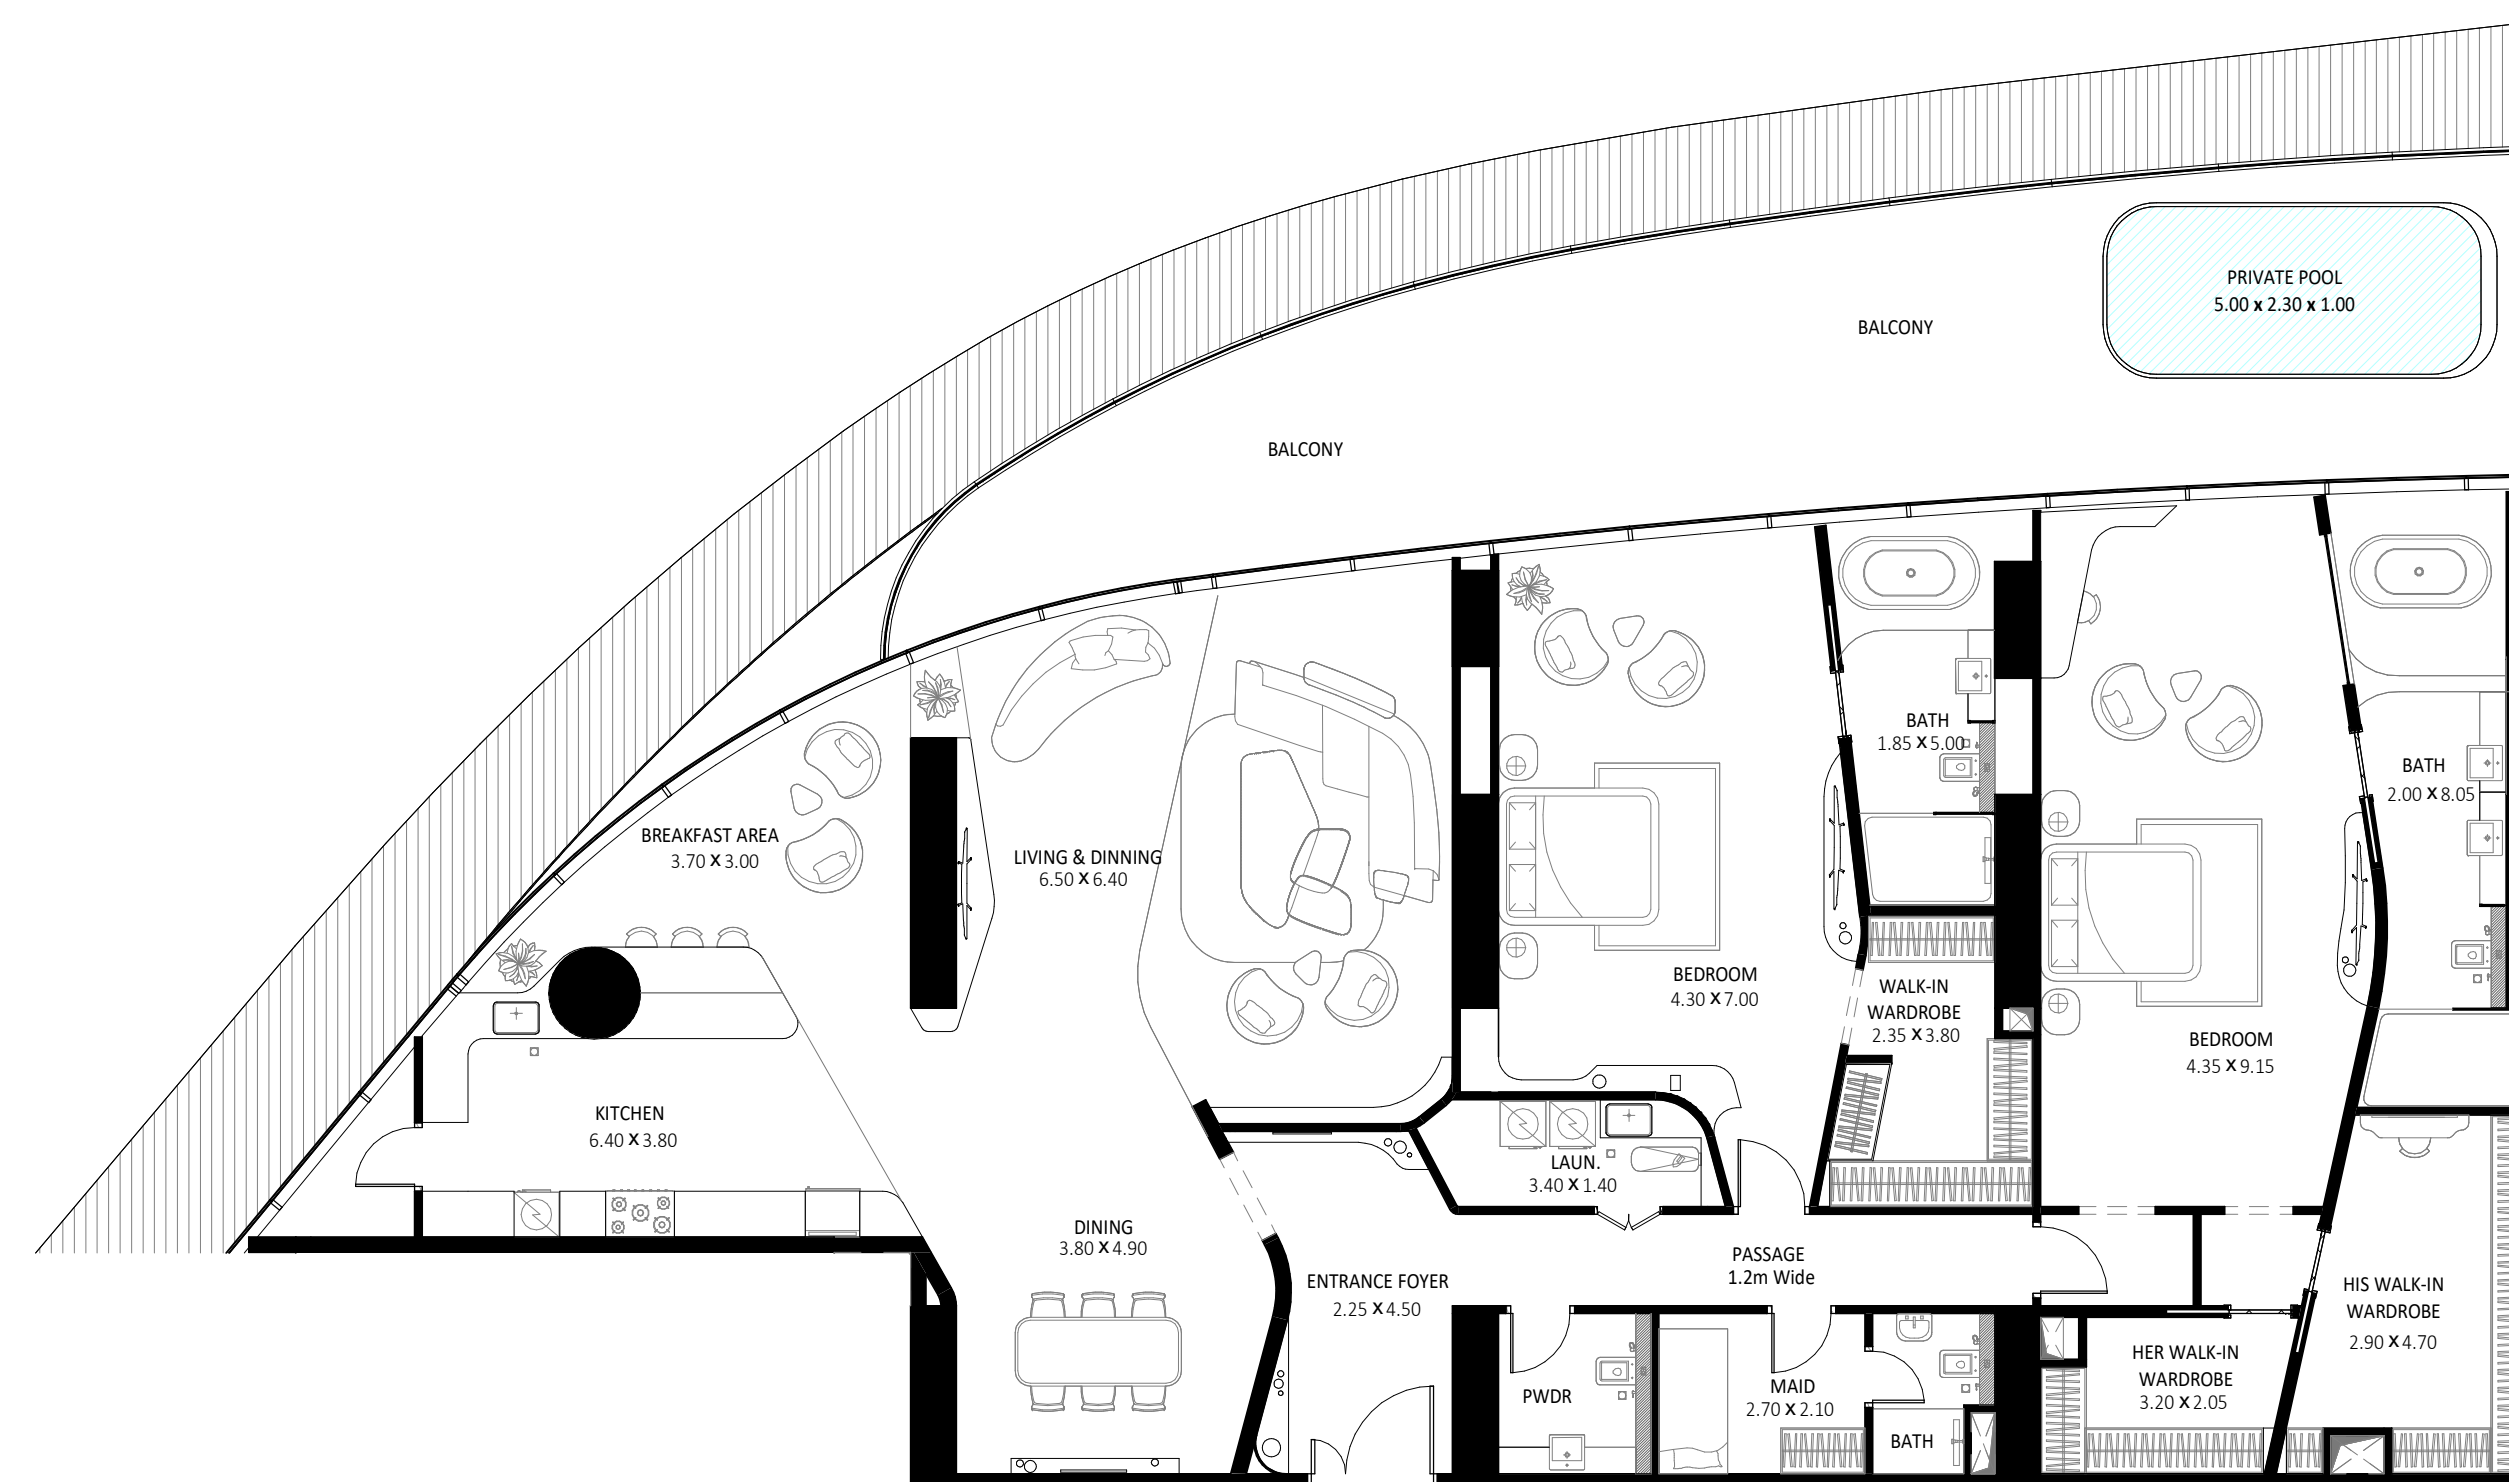 PRIVATE POOL
5.00 x 2.30 x 1.00
BALCONY
BALCONY
BREAKFAST AREA
3.70 X 3.00
LIVING & DINNING
6.50 X 6.40
BATH
1.85 X 5.00
BATH
2.00 X 8.05
BEDROOM
4.30 X 7.00
WALK-IN
WARDROBE
2.35 X 3.80
BEDROOM
4.35 X 9.15
KITCHEN
6.40 X 3.80
LAUN.
3.40 X 1.40
DINING
3.80 X 4.90
ENTRANCE FOYER
2.25 X 4.50
PASSAGE
1.2m Wide
HIS WALK-IN
WARDROBE
2.90 X 4.70
HER WALK-IN
WARDROBE
3.20 X 2.05
PWDR
MAID
2.70 X 2.10
BATH